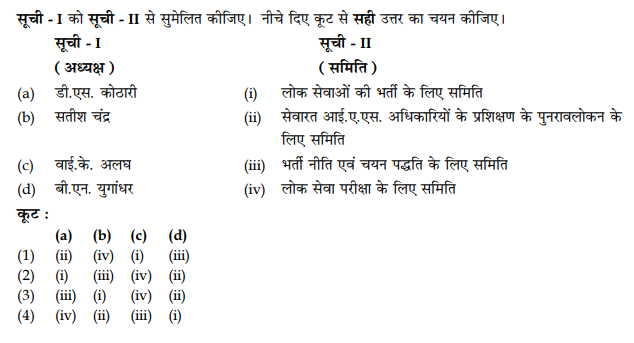 सूची - I को सूची - II से सुमेलित कीजिए। नीचे दिए कूट से सही उत्तर का चयन कीजिए।
सूची - I सूची - II
( अध्यक्ष ) ( समिति )
(a) डी.एस. कोठारी (i) लोक सेवाओं की भर्ती के लिए समिति
(b) सतीश चंद्र (ii) सेवारत आई.ए.एस. अधिकारियों के प्रशिक्षण के पुनरावलोकन के
लिए समिति
(c) वाई.के. अलघ (iii) भर्ती नीति एवं चयन पद्धति के लिए समिति
(d) बी.एन. युगांधर (iv) लोक सेवा परीक्षा के लिए समिति
कूट :
(a) (b) (c) (d)
(1) (ii) (iv) (i) (iii)
(2) (i) (iii) (iv) (ii)
(3) (iii) (i) (iv) (ii)
(4) (iv) (ii) (iii) (i)